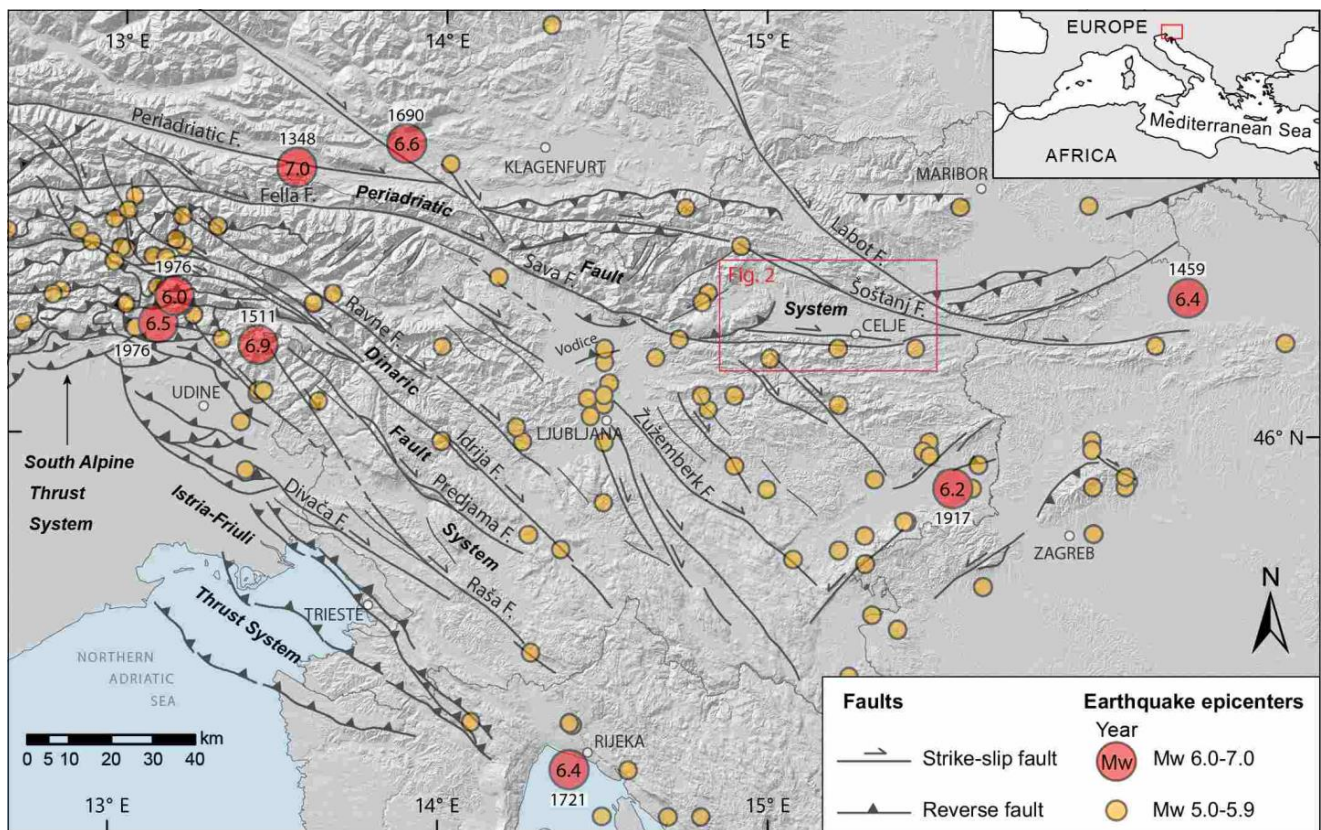 13° E
14° E
15° E
EUROPE
Mediterranean Sea
AFRICA
Periadriatic F.
1348
7.0
1690
6.6
KLAGENFURT
MARIBOR
Fella F.
Periadriatic
Labot F.
Sava F.
Fault
Fig. 2
Šoštanj F.
System
CELJE
1459
6.4
1976
6.0
6.5
1976
1511
6.9
Ravne F.
Dinaric
Vodice
UDINE
LJUBLJANA
Žužemberk F.
46° N
South Alpine
Thrust
System
Fault
Idrija F.
Predjama F.
System
Divača F.
Raša F.
Istria-Friuli
Thrust System
TRIESTE
6.2
1917
ZAGREB
N
NORTHERN
ADRIATIC
SEA
km
0 5 10 20 30 40
RIJEKA
6.4
1721
13° E
14° E
15° E
Faults
Strike-slip fault
Reverse fault
Earthquake epicenters
Year
Mw
Mw 6.0-7.0
Mw 5.0-5.9